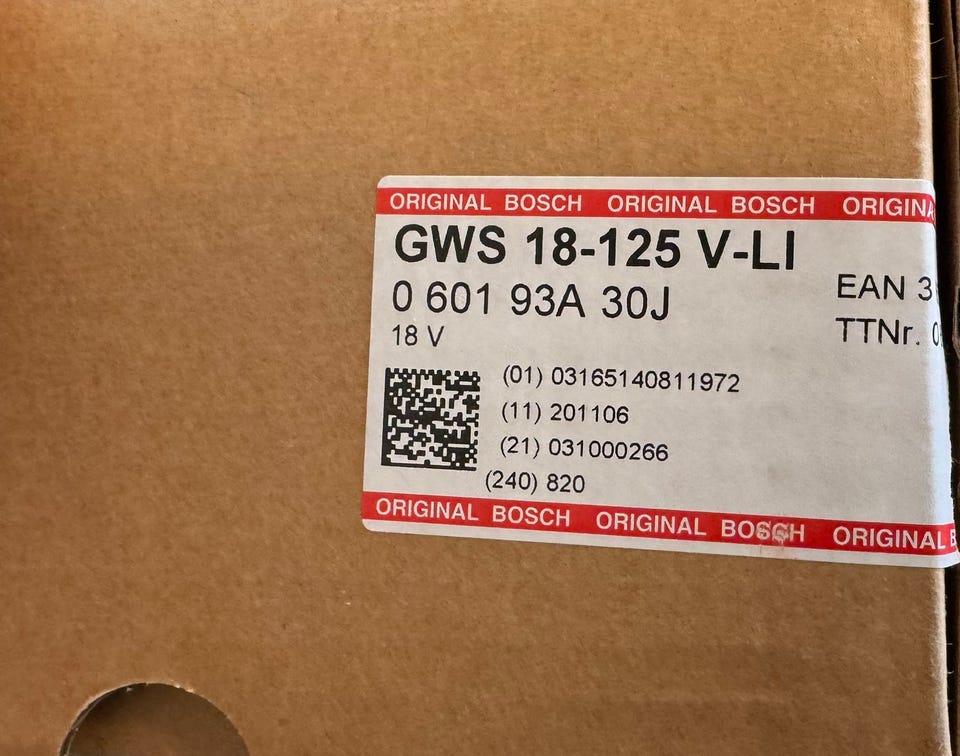 ORIGINAL BOSCH ORIGINAL BOSCH
GWS 18-125 V-LI
0 601 93A 30J
18 V
EAN 3
TTNr.
(01) 03165140811972
(11) 201106
(21) 031000266
(240) 820
ORIGINAL BOSCH ORIGINAL BOSCH ORIGINAL